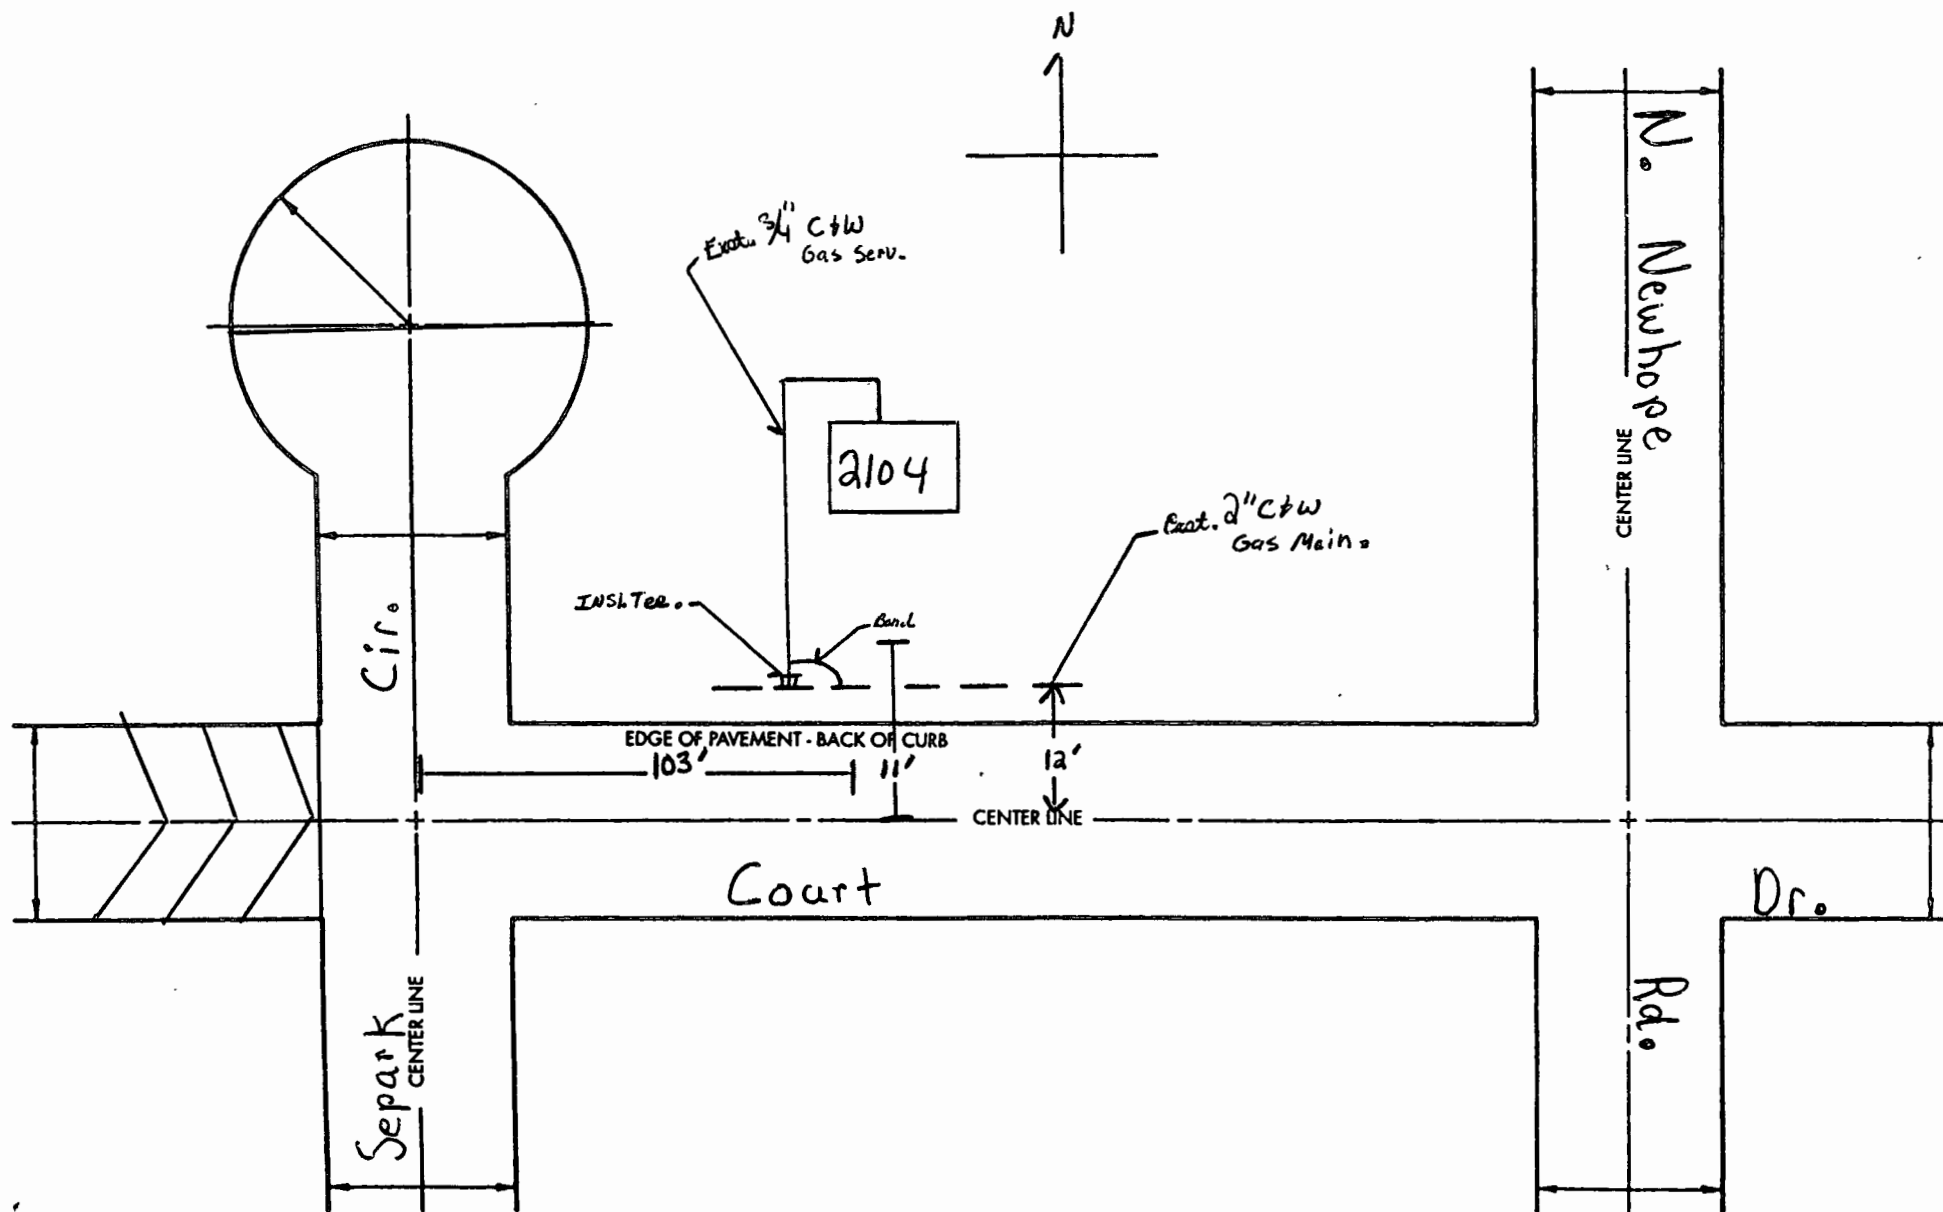 N
N. Newhope
Exst. 3/4" C&W
Gas Serv.
2104
CENTER LINE
Exst. 2" C&W
Gas Main.
INSL. Tee.
Bond
Cir.
EDGE OF PAVEMENT - BACK OF CURB
103'
11'
12'
CENTER LINE
Court
Dr.
Rd.
Separk
CENTER LINE